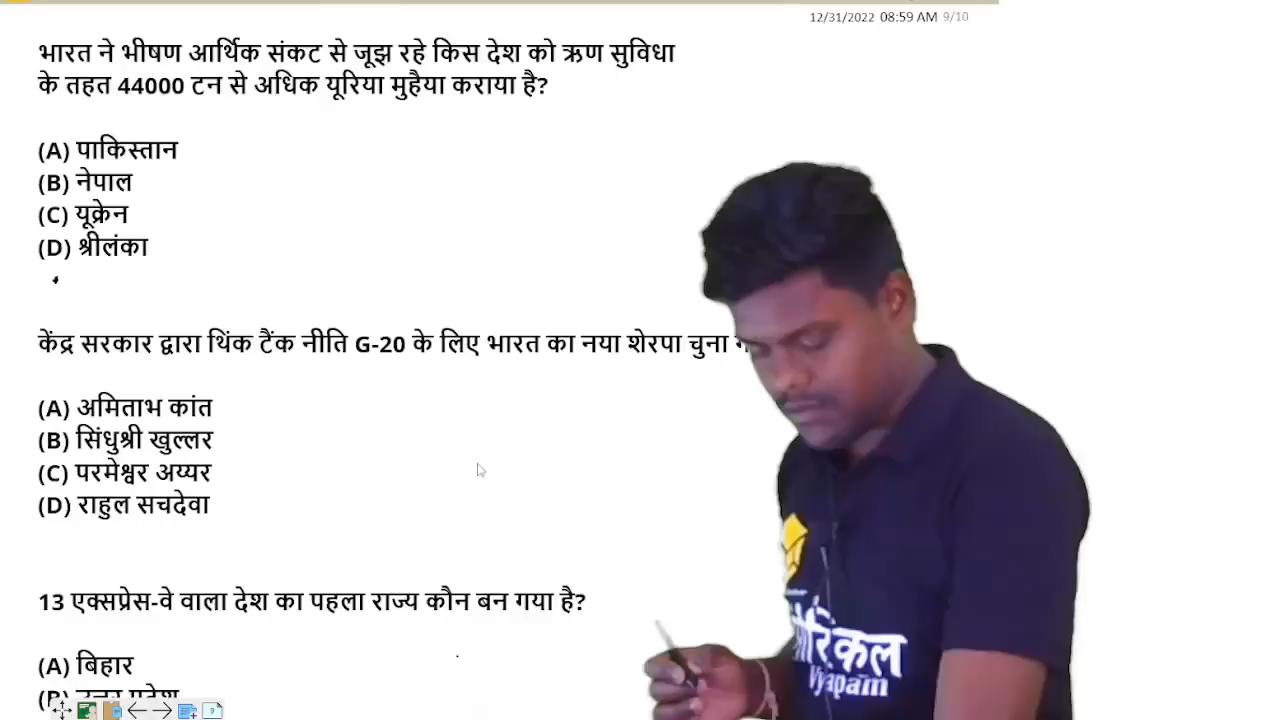 12/31/2022 08:59 AM 9/10
भारत ने भीषण आर्थिक संकट से जूझ रहे किस देश को ऋण सुविधा
के तहत 44000 टन से अधिक यूरिया मुहैया कराया है?
(A) पाकिस्तान
(B) नेपाल
(C) यूक्रेन
(D) श्रीलंका
केंद्र सरकार द्वारा थिंक टैंक नीति G-20 के लिए भारत का नया शेरपा चुना
(A) अमिताभ कांत
(B) सिंधुश्री खुल्लर
(C) परमेश्वर अय्यर
(D) राहुल सचदेवा
13 एक्सप्रेस-वे वाला देश का पहला राज्य कौन बन गया है?
(A) बिहार
Vyapam